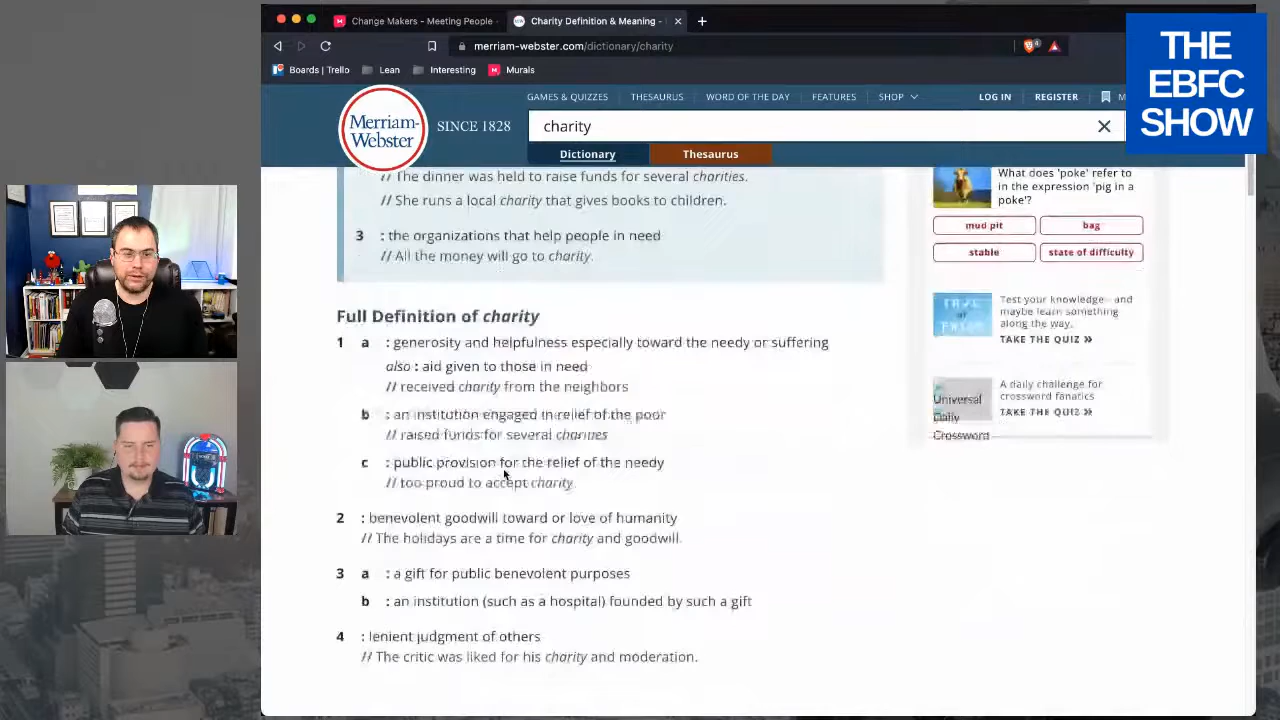 Change Makers - Meeting People
Charity Definition & Meaning -
merriam-webster.com/dictionary/charity
4
Boards | Trello
Lean
Interesting
Murals
THE
EBFC
SHOW
GAMES & QUIZZES
THESAURUS
WORD OF THE DAY
FEATURES
SHOP
LOG IN
REGISTER
M
Merriam-
Webster
SINCE 1828
charity
Dictionary
Thesaurus
// The dinner was held to raise funds for several charities.
// She runs a local charity that gives books to children.
3 : the organizations that help people in need
// All the money will go to charity.
Full Definition of charity
1 a : generosity and helpfulness especially toward the needy or suffering
also : aid given to those in need
// received charity from the neighbors
b : an institution engaged in relief of the poor
// raised funds for several charities
c : public provision for the relief of the needy
// too proud to accept charity.
2 : benevolent goodwill toward or love of humanity
// The holidays are a time for charity and goodwill.
3 a : a gift for public benevolent purposes
b : an institution (such as a hospital) founded by such a gift
4 : lenient judgment of others
// The critic was liked for his charity and moderation.
What does 'poke' refer to
in the expression 'pig in a
poke'?
mud pit
bag
stable
state of difficulty
TRUE
or
FALSE
Test your knowledge - and
maybe learn something
along the way.
TAKE THE QUIZ »
Universal
Daily
Crossword
A daily challenge for
crossword fanatics
TAKE THE QUIZ »